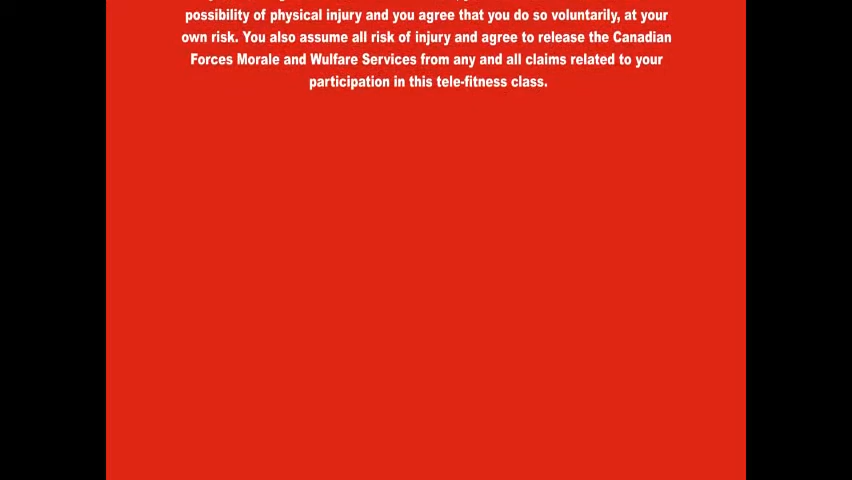 possibility of physical injury and you agree that you do so voluntarily, at your
own risk. You also assume all risk of injury and agree to release the Canadian
Forces Morale and Wulfare Services from any and all claims related to your
participation in this tele-fitness class.